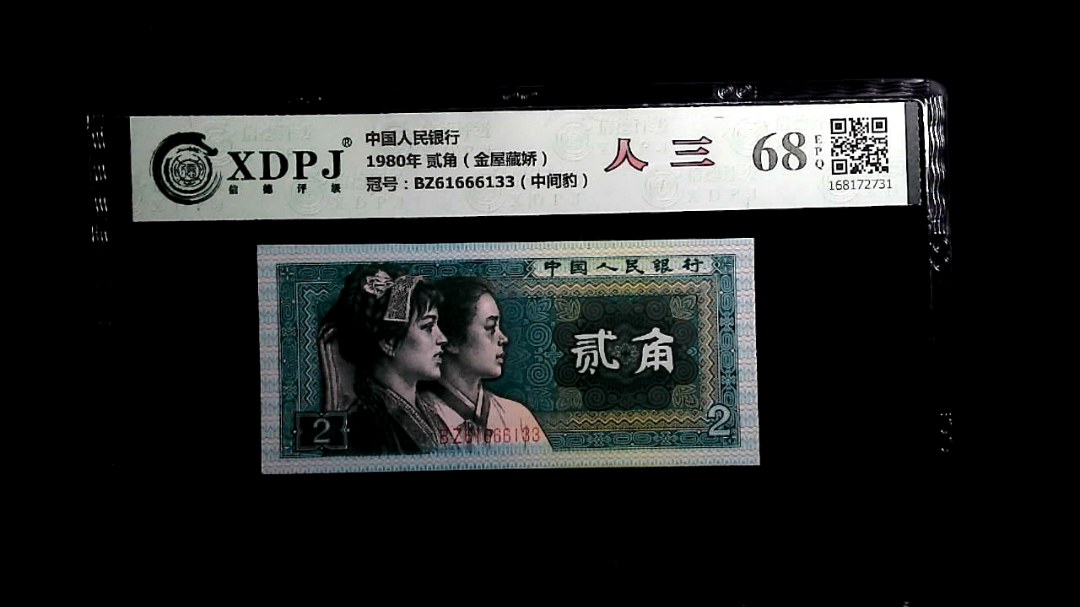 XDPJ®
信德评级
中国人民银行
1980年 贰角（金屋藏娇）
冠号：BZ61666133（中间豹）
人三
68
EPQ
168172731
中国人民银行
贰角
2
2
BZ61666133